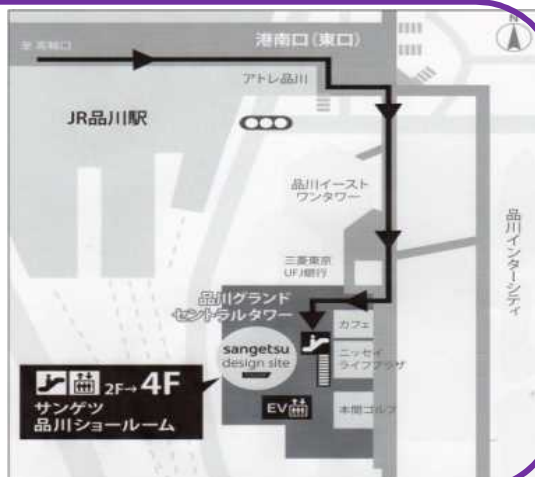 N
港南口(東口)
至 高輪口
アトレ品川
JR品川駅
品川イースト
ワンタワー
品川インターシティ
三菱東京
UFJ銀行
品川グランド
セントラルタワー
カフェ
sangetsu
design site
ニッセイ
ライフプラザ
2F→4F
サンゲツ
品川ショールーム
EV
本間ゴルフ